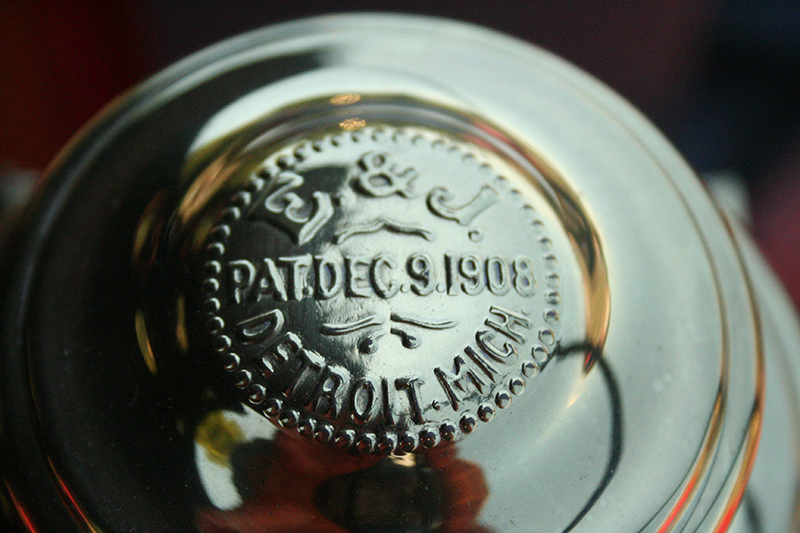 E. & J.
PAT. DEC. 9. 1908
DETROIT. MICH.